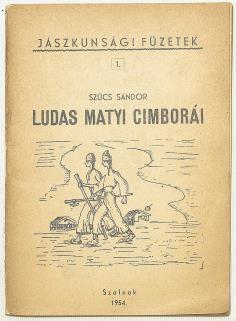 JÁSZKUNSÁGI FÜZETEK
1.
SZŰCS SÁNDOR
LUDAS MATYI CIMBORÁI
Szolnok
1954.